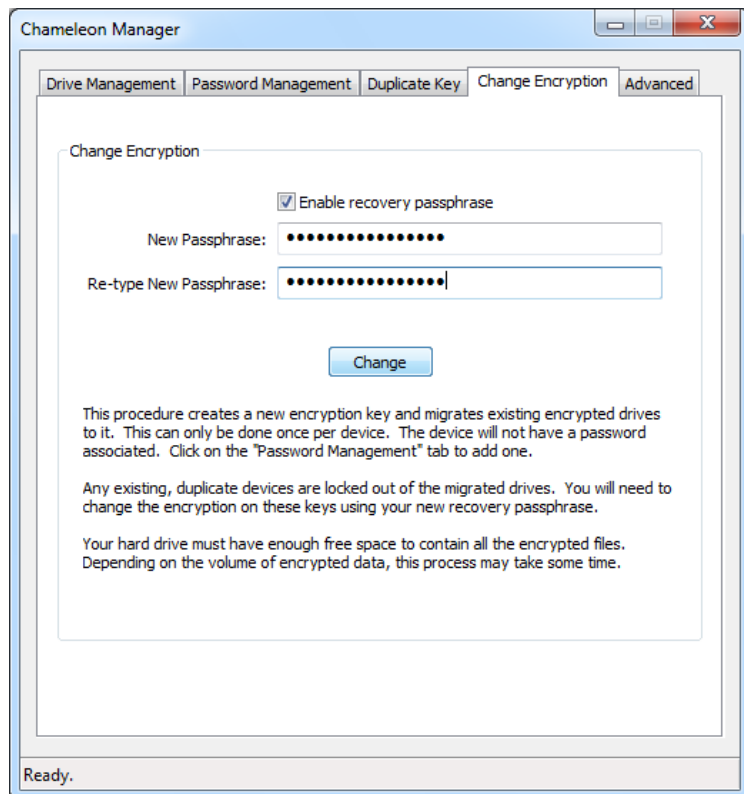 Chameleon Manager
Drive Management Password Management Duplicate Key Change Encryption Advanced
Change Encryption
Enable recovery passphrase
New Passphrase: ••••••••••••••••
Re-type New Passphrase: ••••••••••••••••
Change
This procedure creates a new encryption key and migrates existing encrypted drives
to it.  This can only be done once per device.  The device will not have a password
associated.  Click on the "Password Management" tab to add one.
Any existing, duplicate devices are locked out of the migrated drives.  You will need to
change the encryption on these keys using your new recovery passphrase.
Your hard drive must have enough free space to contain all the encrypted files.
Depending on the volume of encrypted data, this process may take some time.
Ready.